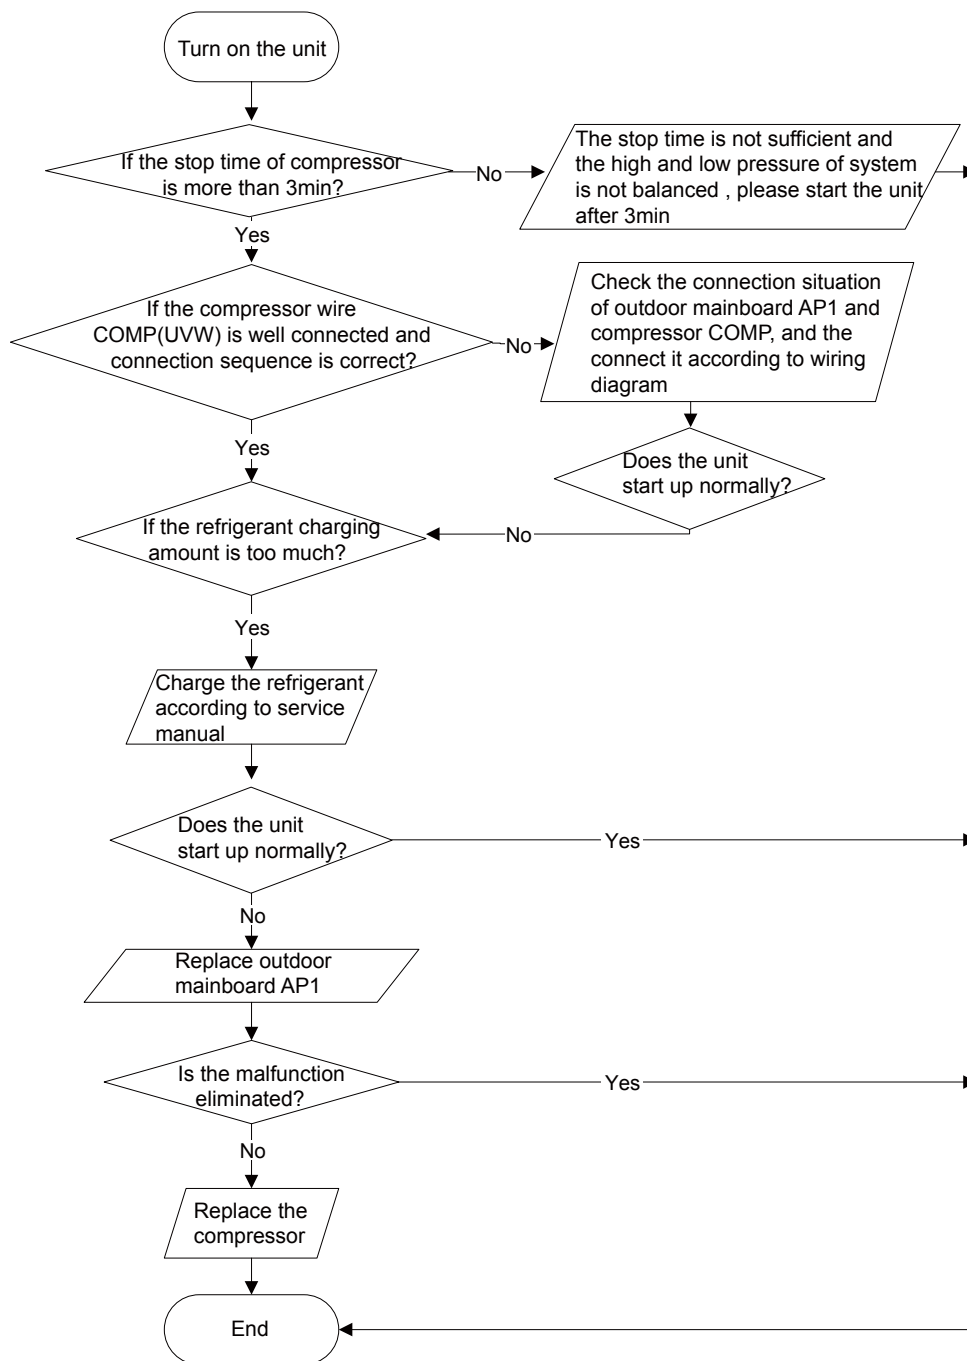 Turn on the unit
If the stop time of compressor
is more than 3min?
No
The stop time is not sufficient and
the high and low pressure of system
is not balanced , please start the unit
after 3min
Yes
If the compressor wire
COMP(UVW) is well connected and
connection sequence is correct?
No
Check the connection situation
of outdoor mainboard AP1 and
compressor COMP, and the
connect it according to wiring
diagram
Yes
Does the unit
start up normally?
If the refrigerant charging
amount is too much?
No
Yes
Charge the refrigerant
according to service
manual
Does the unit
start up normally?
Yes
No
Replace outdoor
mainboard AP1
Is the malfunction
eliminated?
Yes
No
Replace the
compressor
End